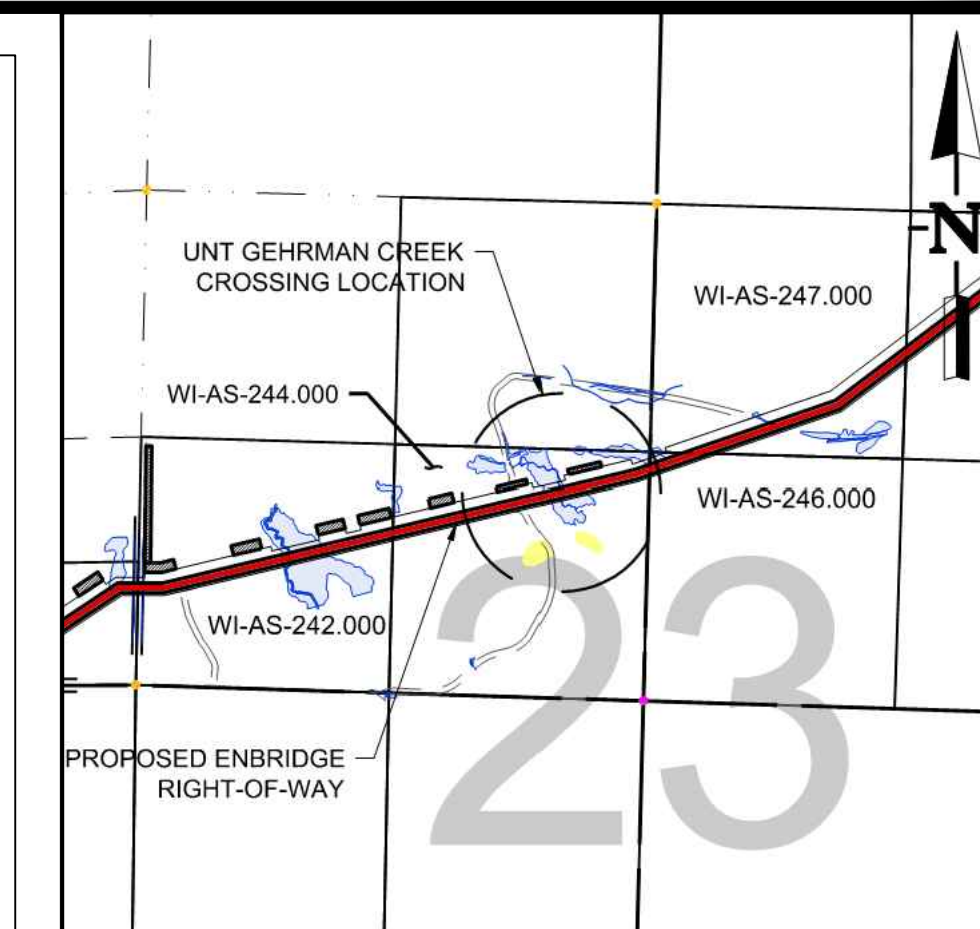 UNT GEHRMAN CREEK
CROSSING LOCATION
N
WI-AS-247.000
WI-AS-244.000
WI-AS-246.000
WI-AS-242.000
23
PROPOSED ENBRIDGE
RIGHT-OF-WAY